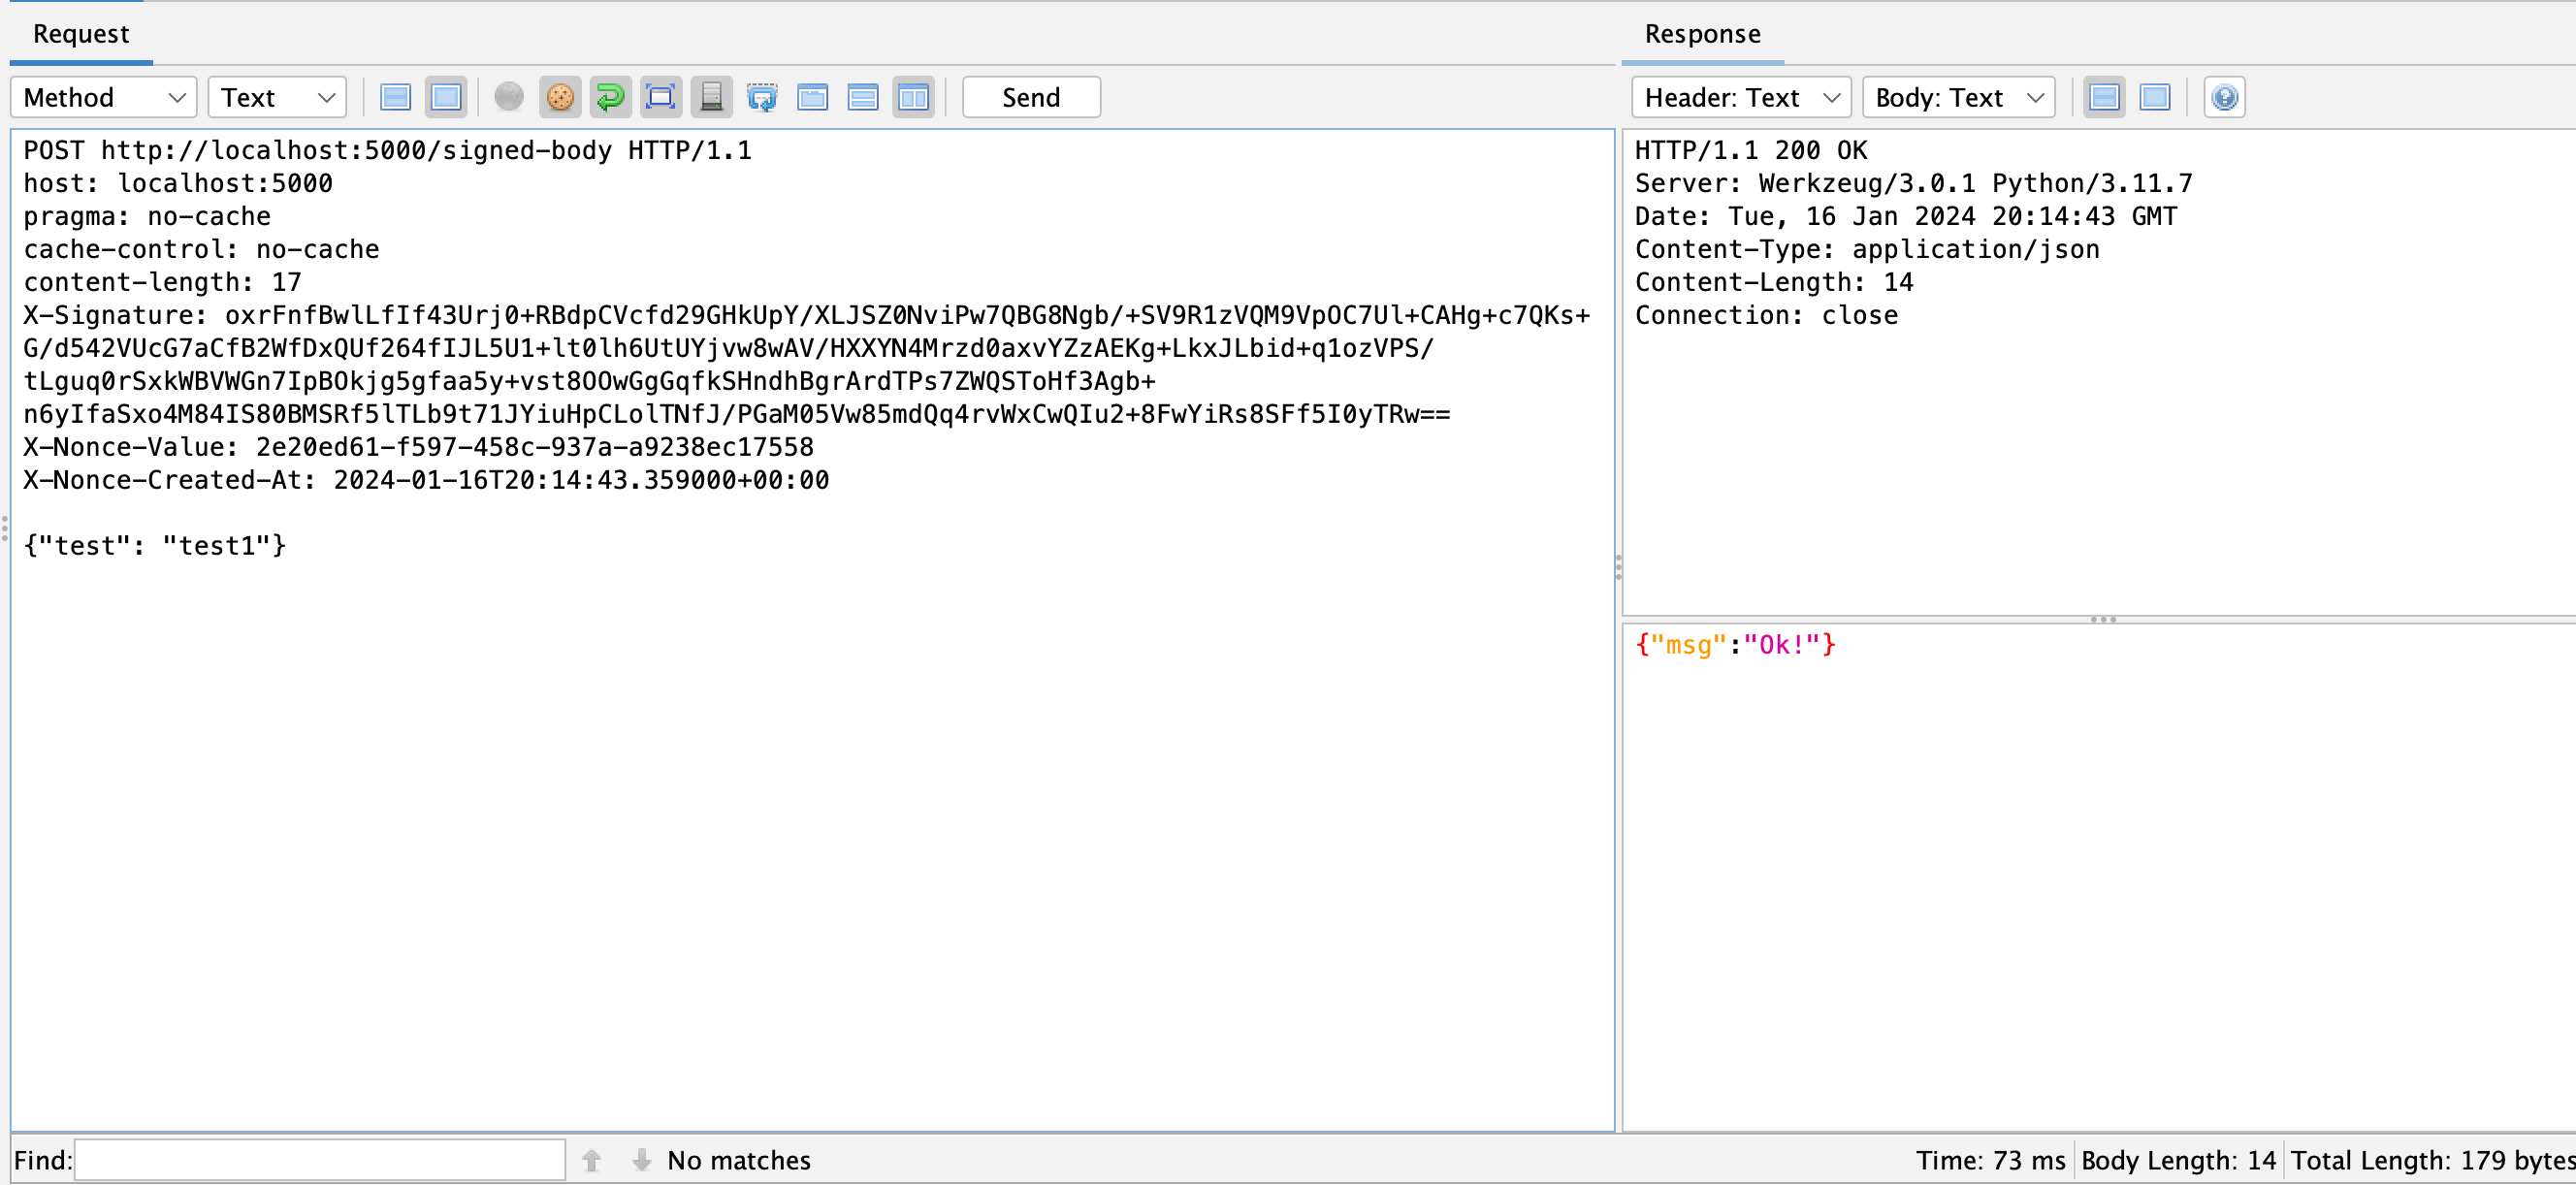 Request
Method Text Send
POST http://localhost:5000/signed-body HTTP/1.1
host: localhost:5000
pragma: no-cache
cache-control: no-cache
content-length: 17
X-Signature: oxrFnfBwlLfIf43Urj0+RBdpCVcfd29GHkUpY/XLJSZ0NviPw7QBG8Ngb/+SV9R1zVQM9VpOC7Ul+CAHg+c7QKs+
G/d542VUcG7aCfB2WfDxQUf264fIJL5U1+lt0lh6UtUYjvw8wAV/HXXYN4Mrzd0axvYZzAEKg+LkxJLbid+q1ozVPS/
tLguq0rSxkWBVWGn7IpBOkjg5gfaa5y+vst8OOwGgGqfkSHndhBgrArdTPs7ZWQSToHf3Agb+
n6yIfaSxo4M84IS80BMSRf5lTLb9t71JYiuHpCLolTNfJ/PGaM05Vw85mdQq4rvWxCwQIu2+8FwYiRs8SFf5I0yTRw==
X-Nonce-Value: 2e20ed61-f597-458c-937a-a9238ec17558
X-Nonce-Created-At: 2024-01-16T20:14:43.359000+00:00
{"test": "test1"}
Response
Header: Text Body: Text
HTTP/1.1 200 OK
Server: Werkzeug/3.0.1 Python/3.11.7
Date: Tue, 16 Jan 2024 20:14:43 GMT
Content-Type: application/json
Content-Length: 14
Connection: close
{"msg":"Ok!"}
Find: No matches
Time: 73 ms Body Length: 14 Total Length: 179 bytes